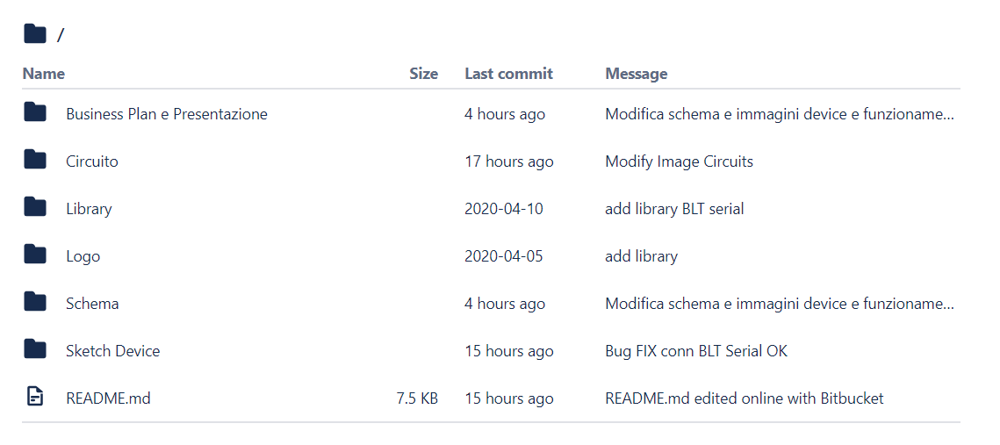 /
Name Size Last commit Message
Business Plan e Presentazione 4 hours ago Modifica schema e immagini device e funzioname...
Circuito 17 hours ago Modify Image Circuits
Library 2020-04-10 add library BLT serial
Logo 2020-04-05 add library
Schema 4 hours ago Modifica schema e immagini device e funzioname...
Sketch Device 15 hours ago Bug FIX conn BLT Serial OK
README.md 7.5 KB 15 hours ago README.md edited online with Bitbucket